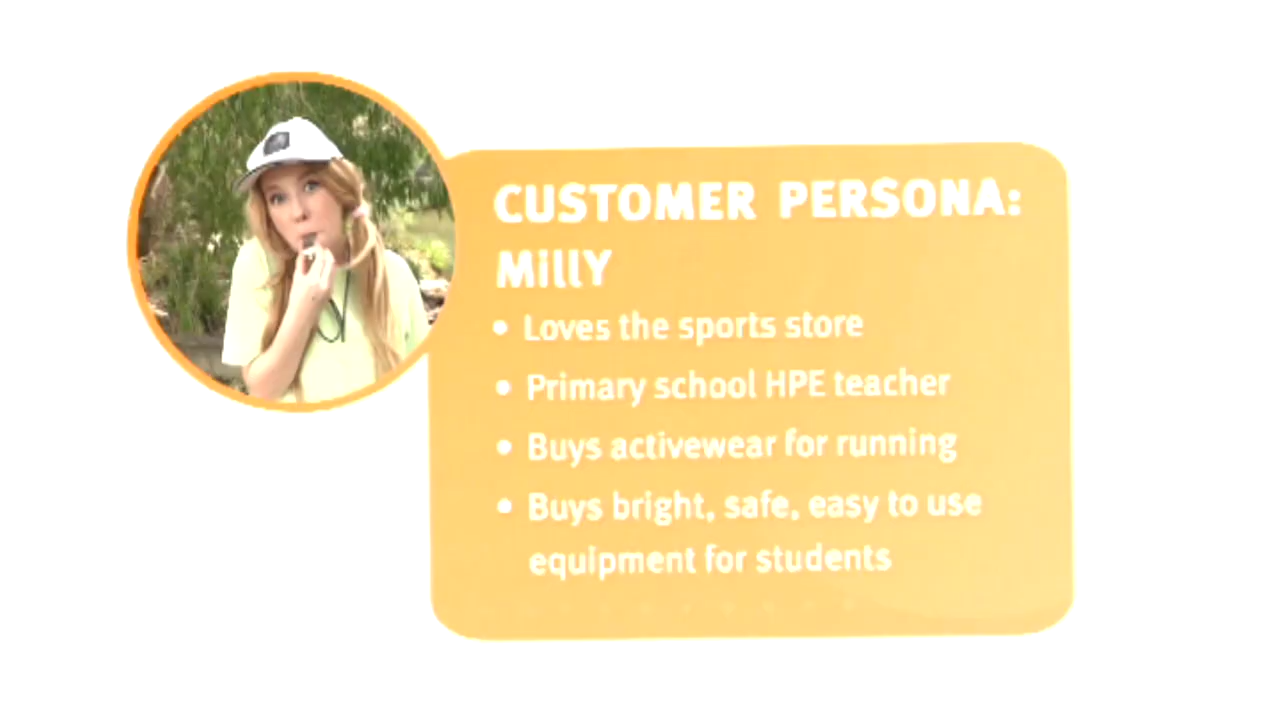 CUSTOMER PERSONA:
MillY
• Loves the sports store
• Primary school HPE teacher
• Buys activewear for running
• Buys bright, safe, easy to use
equipment for students